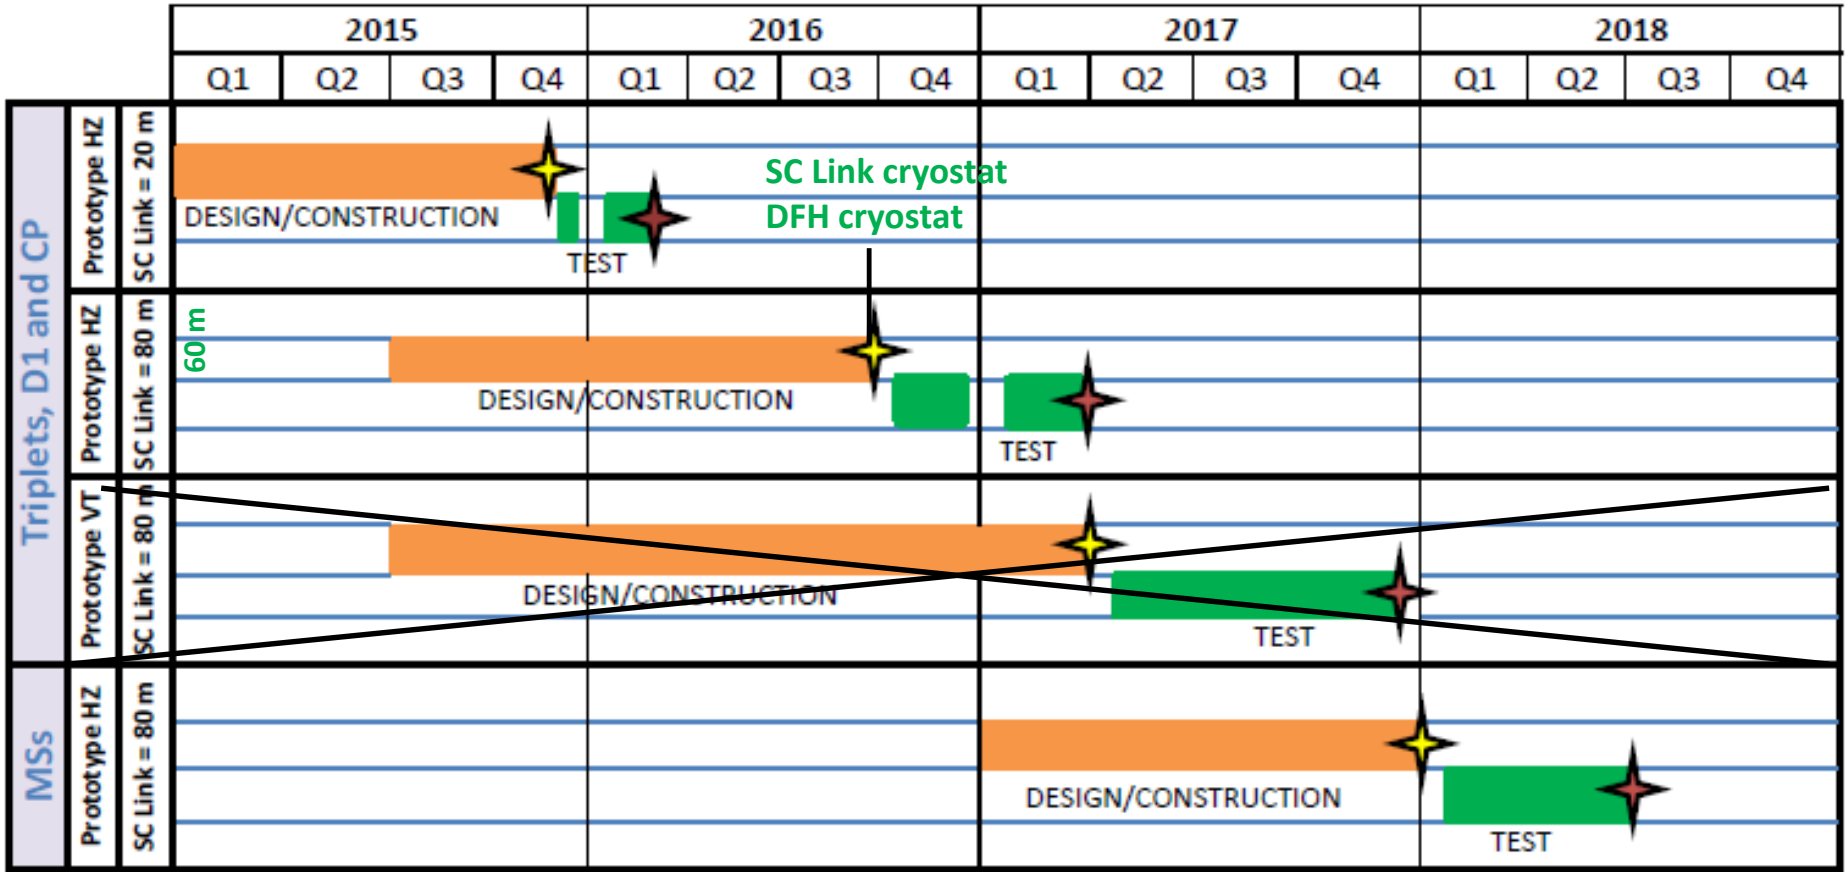 2015 2016 2017 2018
Q1 Q2 Q3 Q4 Q1 Q2 Q3 Q4 Q1 Q2 Q3 Q4 Q1 Q2 Q3 Q4
Triplets, D1 and CP
Prototype HZ
SC Link = 20 m
DESIGN/CONSTRUCTION
TEST
SC Link cryostat
DFH cryostat
Prototype HZ
SC Link = 80 m
60 m
DESIGN/CONSTRUCTION
TEST
Prototype VT
SC Link = 80 m
DESIGN/CONSTRUCTION
TEST
MSs
Prototype HZ
SC Link = 80 m
DESIGN/CONSTRUCTION
TEST